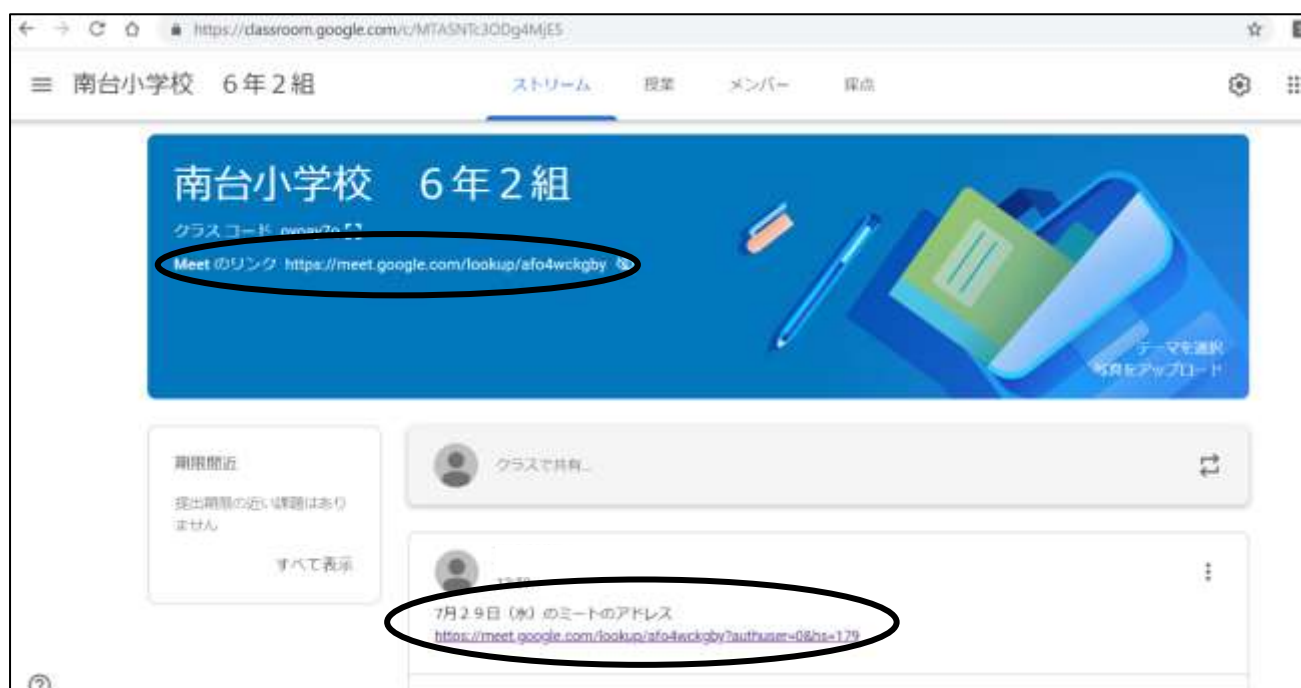 https://classroom.google.com/c/
南台小学校 6年2組
ストリーム 授業 メンバー 採点
南台小学校 6年2組
クラス コード
Meet のリンク https://meet.google.com/lookup/afo4wckgby
テーマを選択
写真をアップロード
期限間近
提出期限の近い課題はあり
ません
すべて表示
クラスで共有...
7月29日（水）のミートのアドレス
https://meet.google.com/lookup/afo4wckgby?authuser=0&hs=179